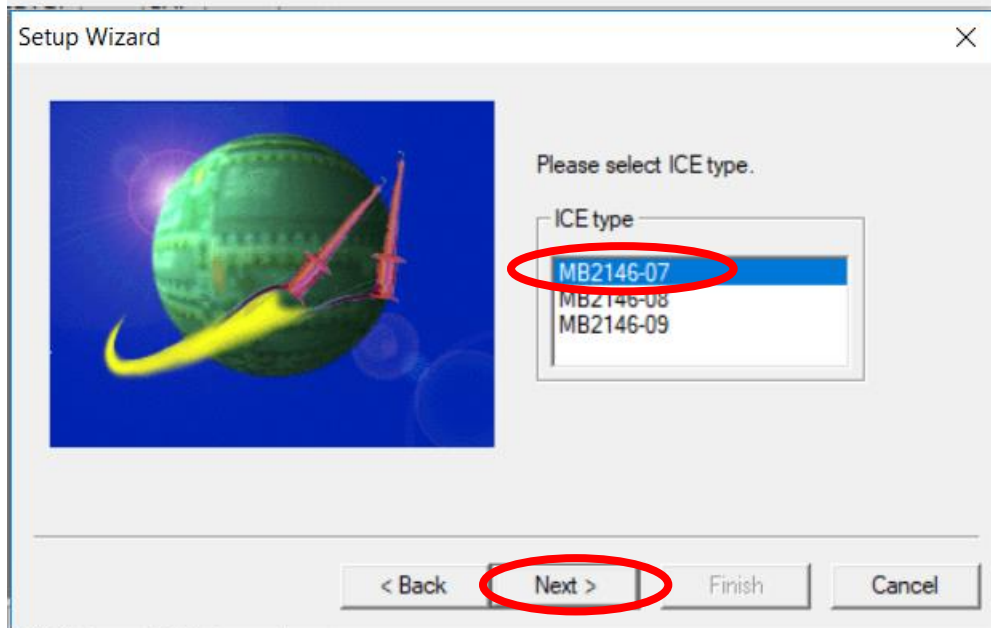 Setup Wizard
Please select ICE type.
ICE type
MB2146-07
MB2146-08
MB2146-09
< Back
Next >
Finish
Cancel